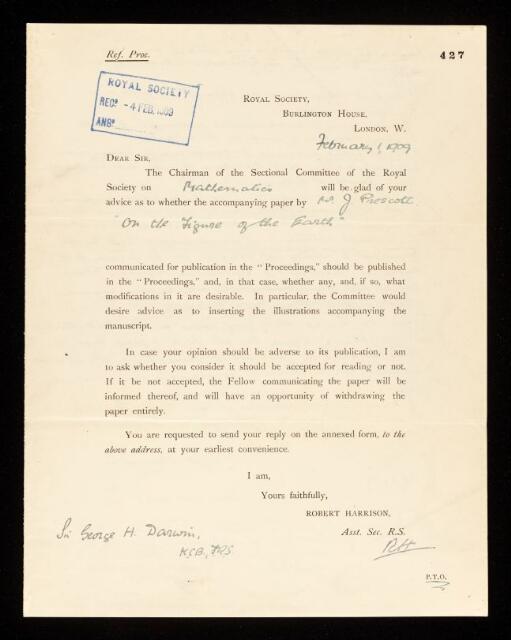 Ref. Proc.
427
ROYAL SOCIETY
RECD. -4 FEB. 1909
ANSD.
ROYAL SOCIETY,
BURLINGTON HOUSE,
LONDON, W.
February 1, 1909
DEAR SIR,
The Chairman of the Sectional Committee of the Royal
Society on Mathematics will be glad of your
advice as to whether the accompanying paper by Mr. J Prescott
"On the Figure of the Earth"
communicated for publication in the "Proceedings," should be published
in the "Proceedings," and, in that case, whether any, and, if so, what
modifications in it are desirable. In particular, the Committee would
desire advice as to inserting the illustrations accompanying the
manuscript.
In case your opinion should be adverse to its publication, I am
to ask whether you consider it should be accepted for reading or not.
If it be not accepted, the Fellow communicating the paper will be
informed thereof, and will have an opportunity of withdrawing the
paper entirely.
You are requested to send your reply on the annexed form, to the
above address, at your earliest convenience.
I am,
Yours faithfully,
ROBERT HARRISON,
Asst. Sec. R.S.
RH
Sir George H. Darwin,
K.C.B., FRS
P.T.O.